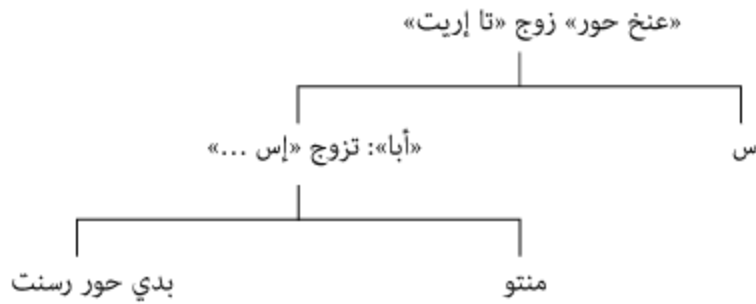 «عنخ حور» زوج «تا إريت»
س
«أبا»: تزوج «إس …»
منتو
بدي حور رسنت